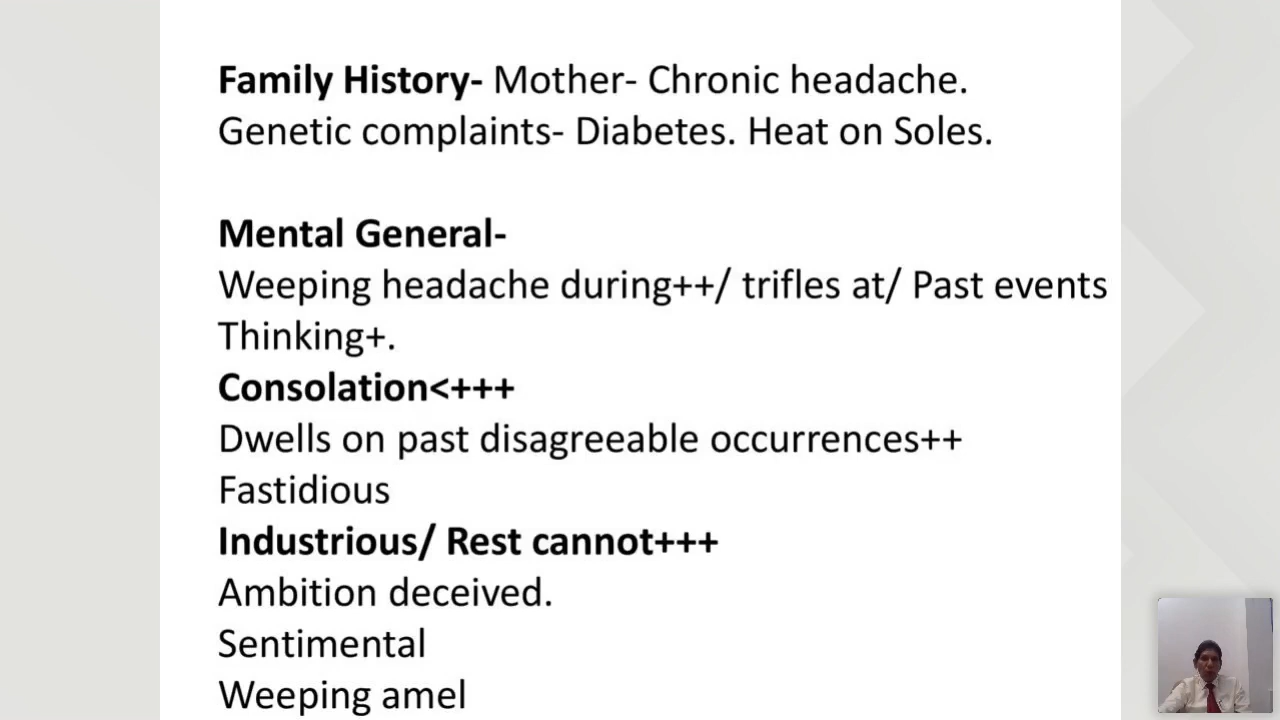 Family History- Mother- Chronic headache.
Genetic complaints- Diabetes. Heat on Soles.
Mental General-
Weeping headache during++/ trifles at/ Past events
Thinking+.
Consolation<+++
Dwells on past disagreeable occurrences++
Fastidious
Industrious/ Rest cannot+++
Ambition deceived.
Sentimental
Weeping amel